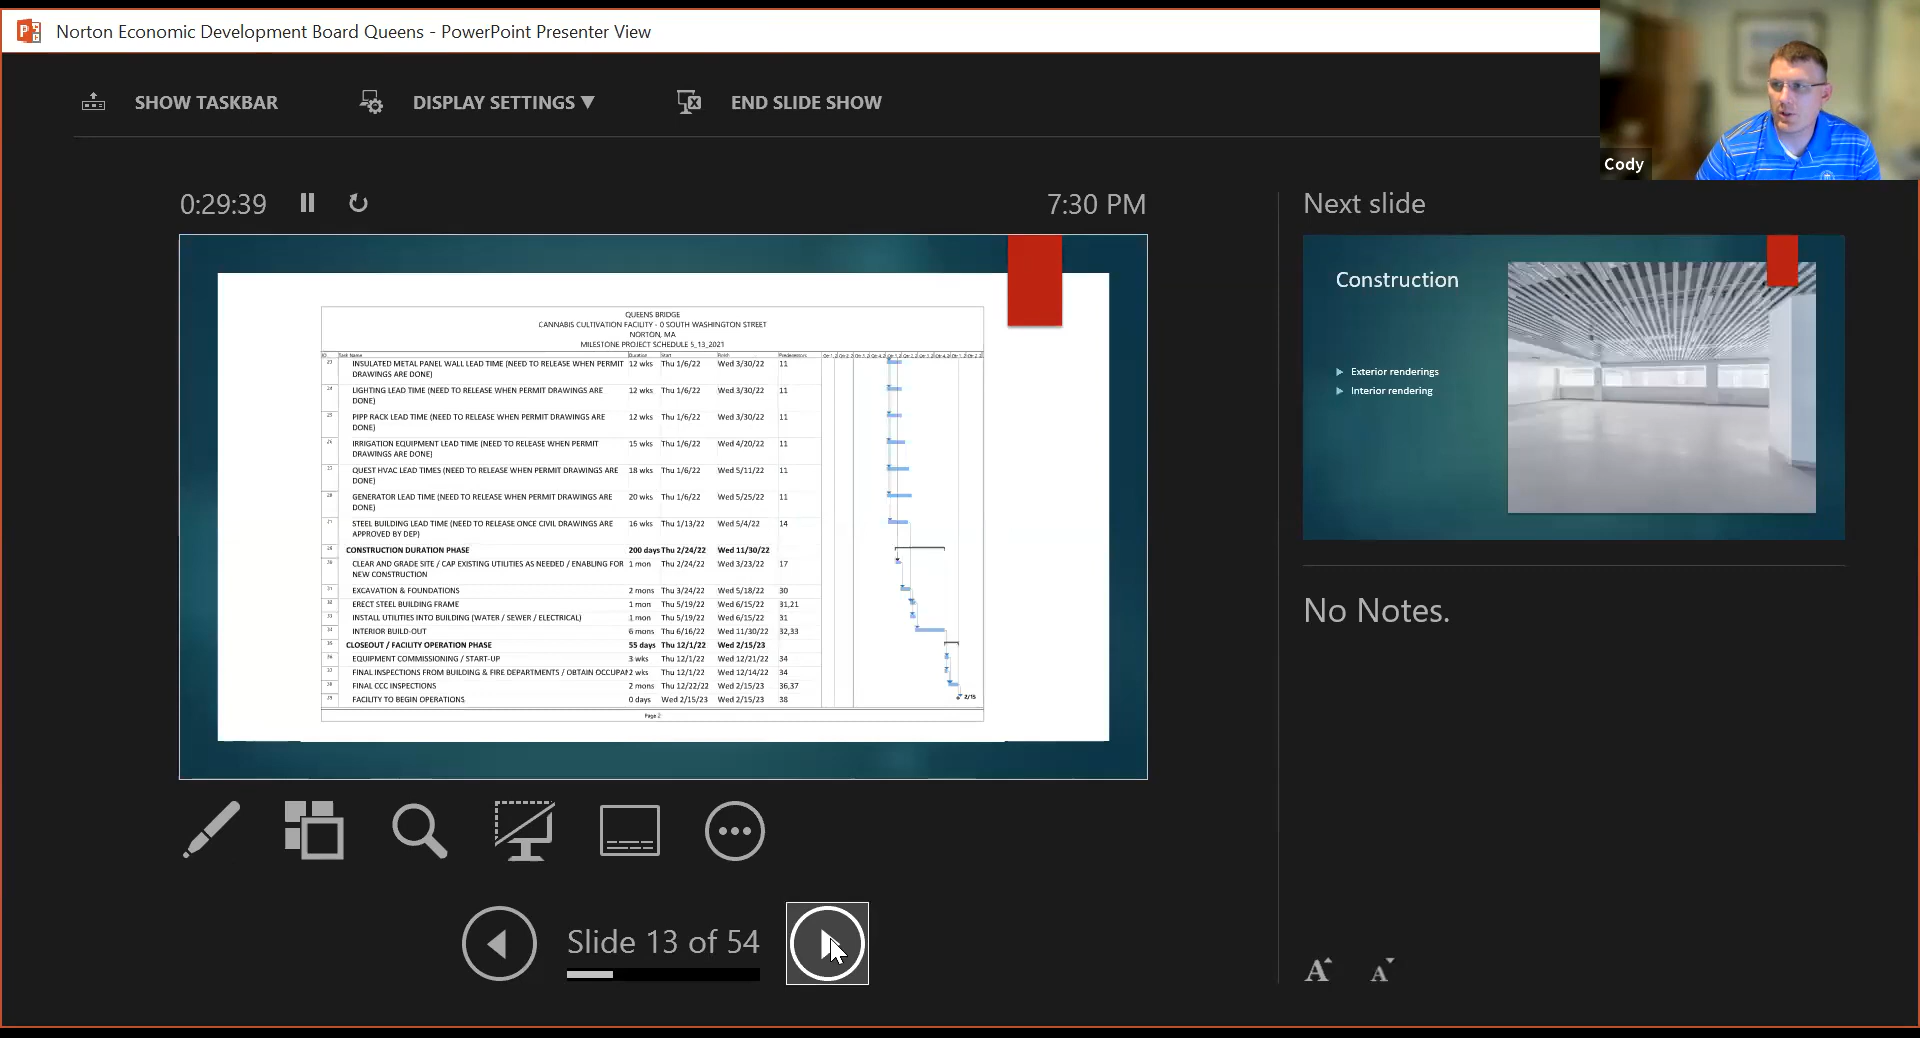 Norton Economic Development Board Queens - PowerPoint Presenter View
SHOW TASKBAR
DISPLAY SETTINGS ▼
END SLIDE SHOW
Cody
0:29:39
7:30 PM
Next slide
QUEENS BRIDGE
CANNABIS CULTIVATION FACILITY - 0 SOUTH WASHINGTON STREET
NORTON, MA
MILESTONE PROJECT SCHEDULE 5_13_2021
ID Task Name Duration Start Finish Predecessors
INSULATED METAL PANEL WALL LEAD TIME (NEED TO RELEASE WHEN PERMIT 12 wks Thu 1/6/22 Wed 3/30/22 11
DRAWINGS ARE DONE)
LIGHTING LEAD TIME (NEED TO RELEASE WHEN PERMIT DRAWINGS ARE 12 wks Thu 1/6/22 Wed 3/30/22 11
DONE)
PIPP RACK LEAD TIME (NEED TO RELEASE WHEN PERMIT DRAWINGS ARE 12 wks Thu 1/6/22 Wed 3/30/22 11
DONE)
IRRIGATION EQUIPMENT LEAD TIME (NEED TO RELEASE WHEN PERMIT 15 wks Thu 1/6/22 Wed 4/20/22 11
DRAWINGS ARE DONE)
QUEST HVAC LEAD TIMES (NEED TO RELEASE WHEN PERMIT DRAWINGS ARE 18 wks Thu 1/6/22 Wed 5/11/22 11
DONE)
GENERATOR LEAD TIME (NEED TO RELEASE WHEN PERMIT DRAWINGS ARE 20 wks Thu 1/6/22 Wed 5/25/22 11
DONE)
STEEL BUILDING LEAD TIME (NEED TO RELEASE ONCE CIVIL DRAWINGS ARE 16 wks Thu 1/13/22 Wed 5/4/22 14
APPROVED BY DEP)
CONSTRUCTION DURATION PHASE 200 days Thu 2/24/22 Wed 11/30/22
CLEAR AND GRADE SITE / CAP EXISTING UTILITIES AS NEEDED / ENABLING FOR 1 mon Thu 2/24/22 Wed 3/23/22 17
NEW CONSTRUCTION
EXCAVATION & FOUNDATIONS 2 mons Thu 3/24/22 Wed 5/18/22 30
ERECT STEEL BUILDING FRAME 1 mon Thu 5/19/22 Wed 6/15/22 31,21
INSTALL UTILITIES INTO BUILDING (WATER / SEWER / ELECTRICAL) 1 mon Thu 5/19/22 Wed 6/15/22 31
INTERIOR BUILD-OUT 6 mons Thu 6/16/22 Wed 11/30/22 32,33
CLOSEOUT / FACILITY OPERATION PHASE 55 days Thu 12/1/22 Wed 2/15/23
EQUIPMENT COMMISSIONING / START-UP 3 wks Thu 12/1/22 Wed 12/21/22 34
FINAL INSPECTIONS FROM BUILDING & FIRE DEPARTMENTS / OBTAIN OCCUPAN 2 wks Thu 12/1/22 Wed 12/14/22 34
FINAL CCC INSPECTIONS 2 mons Thu 12/22/22 Wed 2/15/23 36,37
FACILITY TO BEGIN OPERATIONS 0 days Wed 2/15/23 Wed 2/15/23 38
2/15
Page 2
Construction
Exterior renderings
Interior rendering
No Notes.
Slide 13 of 54
A A